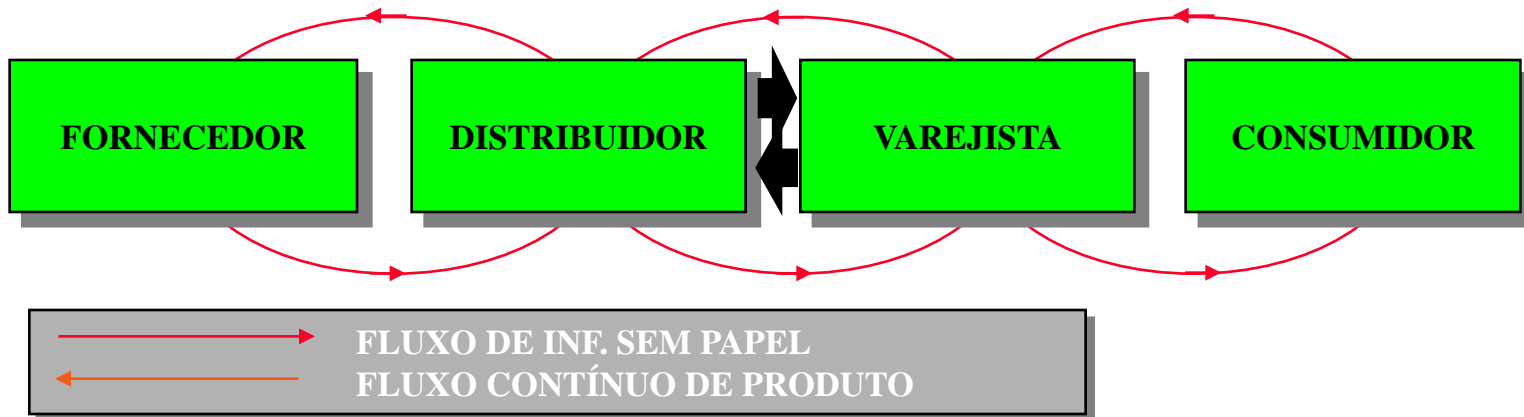 FORNECEDOR DISTRIBUIDOR VAREJISTA CONSUMIDOR
FLUXO DE INF. SEM PAPEL
FLUXO CONTÍNUO DE PRODUTO